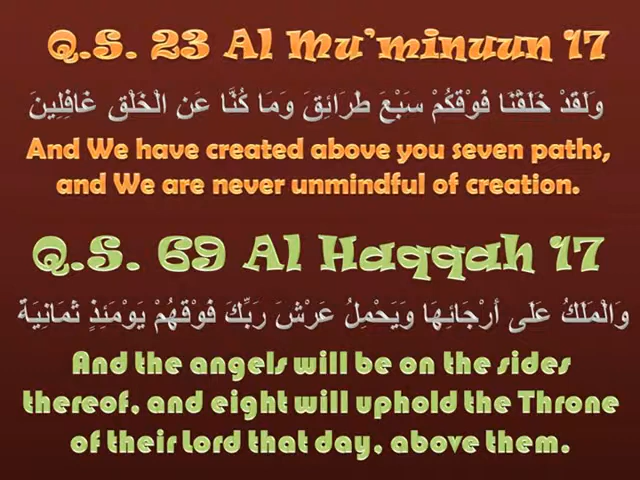 Q.S. 23 Al Mu'minuun 17
وَلَقَدْ خَلَقْنَا فَوْقَكُمْ سَبْعَ طَرَائِقَ وَمَا كُنَّا عَنِ الْخَلْقِ غَافِلِينَ
And We have created above you seven paths,
and We are never unmindful of creation.
Q.S. 69 Al Haqqah 17
وَالْمَلَكُ عَلَى أَرْجَائِهَا وَيَحْمِلُ عَرْشَ رَبِّكَ فَوْقَهُمْ يَوْمَئِذٍ ثَمَانِيَةٌ
And the angels will be on the sides
thereof, and eight will uphold the Throne
of their Lord that day, above them.